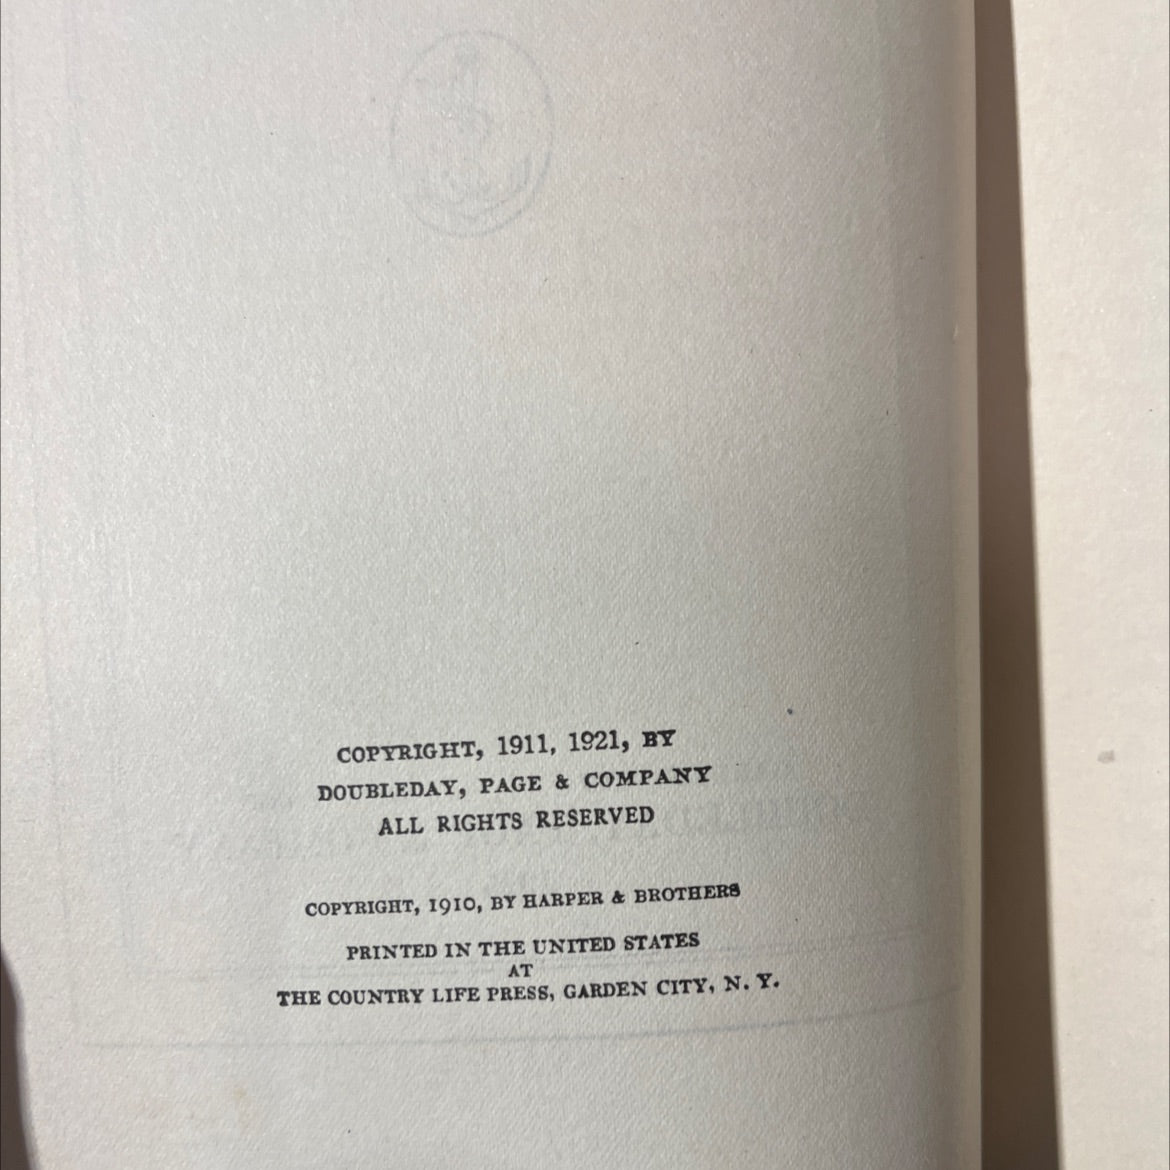 COPYRIGHT, 1911, 1921, BY
DOUBLEDAY, PAGE & COMPANY
ALL RIGHTS RESERVED
COPYRIGHT, 1910, BY HARPER & BROTHERS
PRINTED IN THE UNITED STATES
AT
THE COUNTRY LIFE PRESS, GARDEN CITY, N. Y.